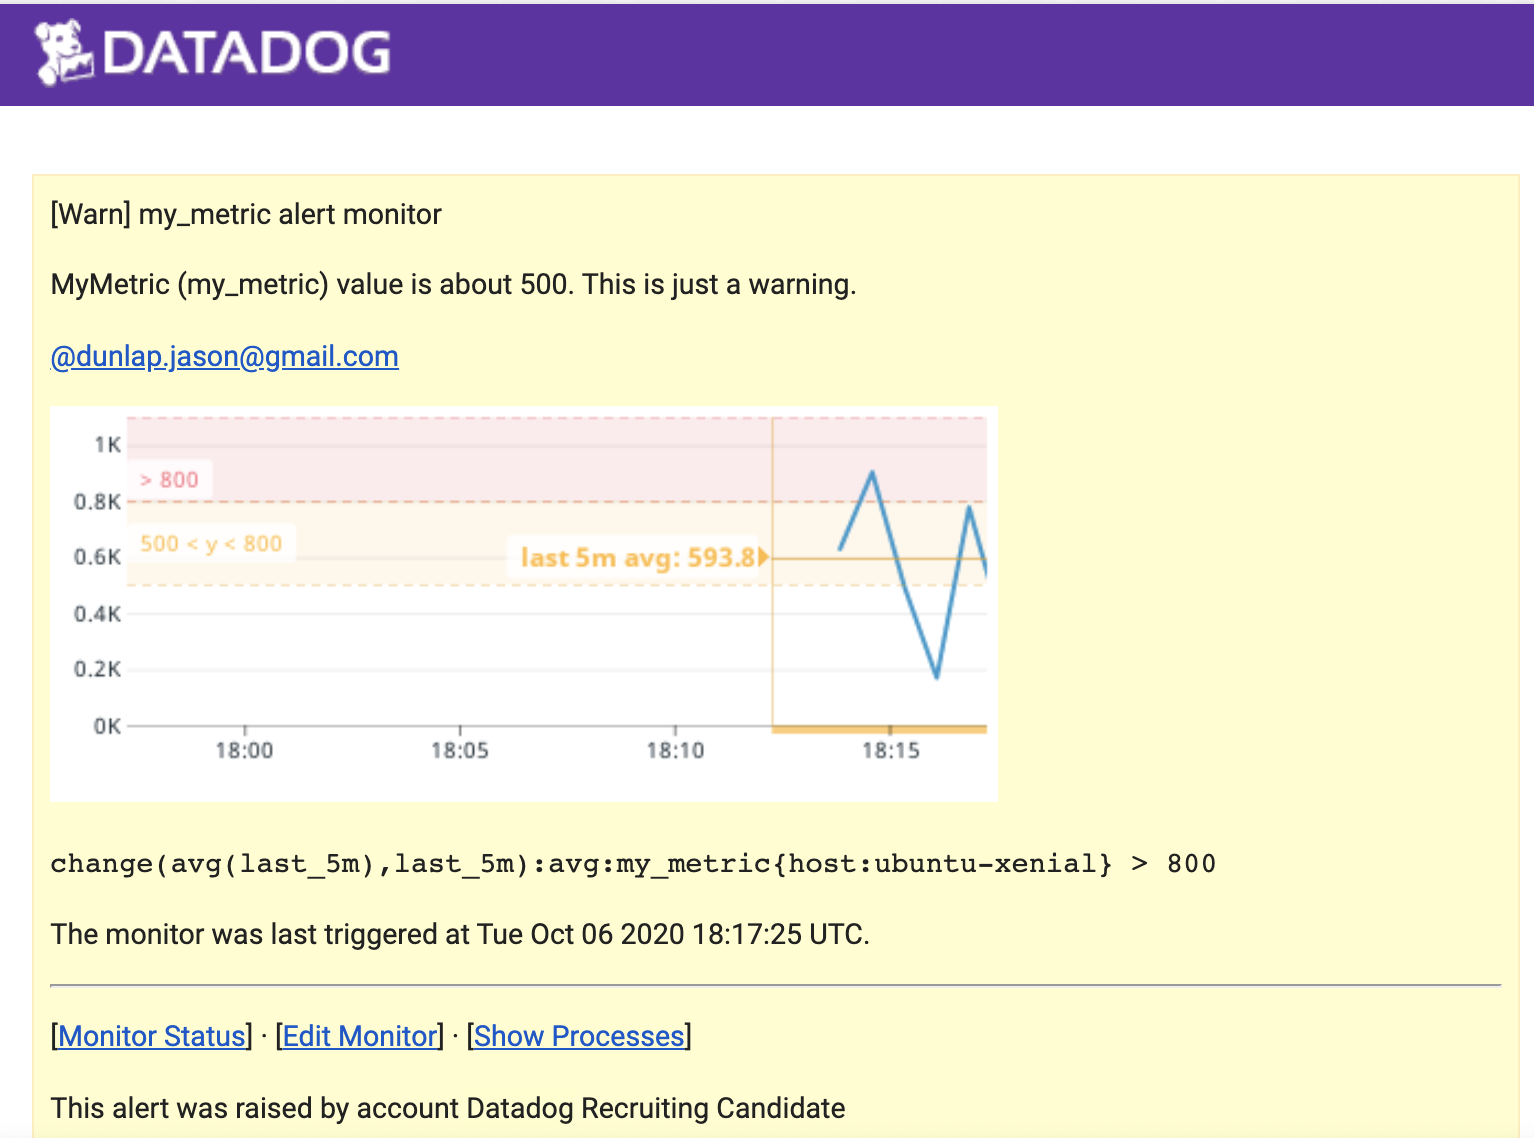 DATADOG
[Warn] my_metric alert monitor
MyMetric (my_metric) value is about 500. This is just a warning.
@dunlap.jason@gmail.com
1K
> 800
0.8K
500 < y < 800
0.6K
last 5m avg: 593.8
0.4K
0.2K
0K
18:00 18:05 18:10 18:15
change(avg(last_5m),last_5m):avg:my_metric{host:ubuntu-xenial} > 800
The monitor was last triggered at Tue Oct 06 2020 18:17:25 UTC.
[Monitor Status] · [Edit Monitor] · [Show Processes]
This alert was raised by account Datadog Recruiting Candidate